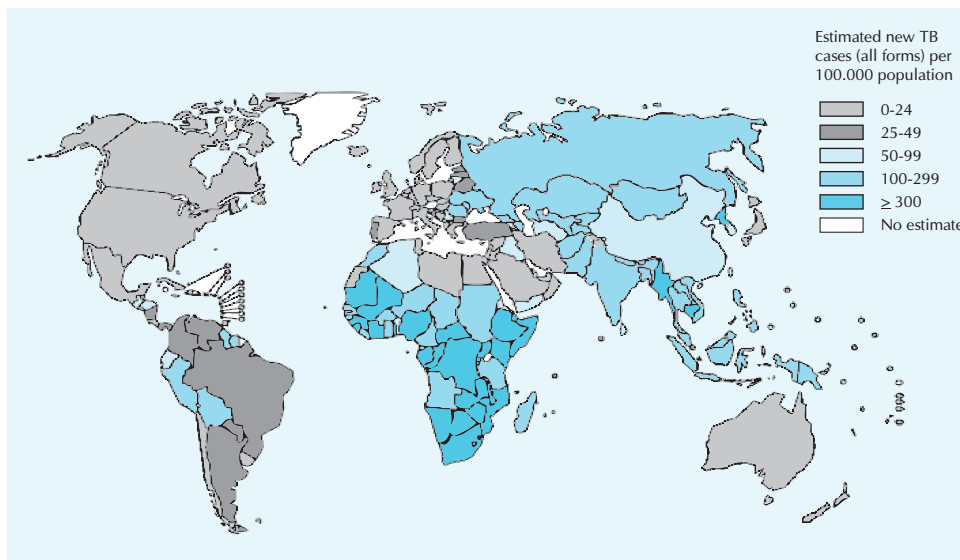 Estimated new TB
cases (all forms) per
100.000 population
0-24
25-49
50-99
100-299
≥ 300
No estimate